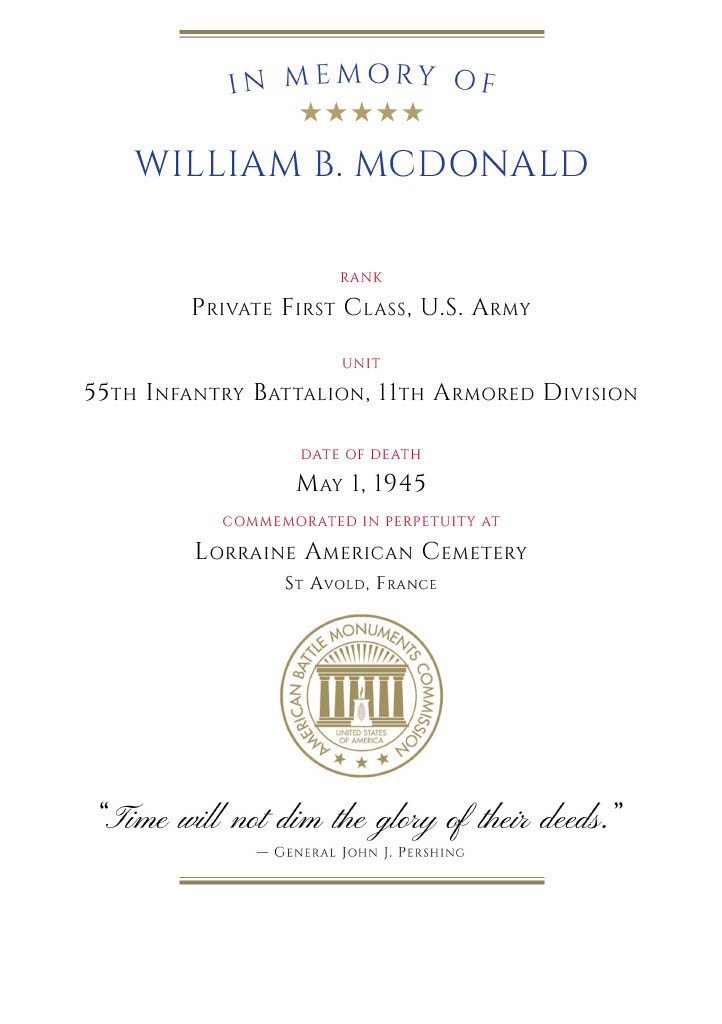 IN MEMORY OF
WILLIAM B. MCDONALD
RANK
Private First Class, U.S. Army
UNIT
55th Infantry Battalion, 11th Armored Division
DATE OF DEATH
May 1, 1945
COMMEMORATED IN PERPETUITY AT
Lorraine American Cemetery
St Avold, France
AMERICAN BATTLE MONUMENTS COMMISSION
UNITED STATES
OF AMERICA
“Time will not dim the glory of their deeds.”
— General John J. Pershing